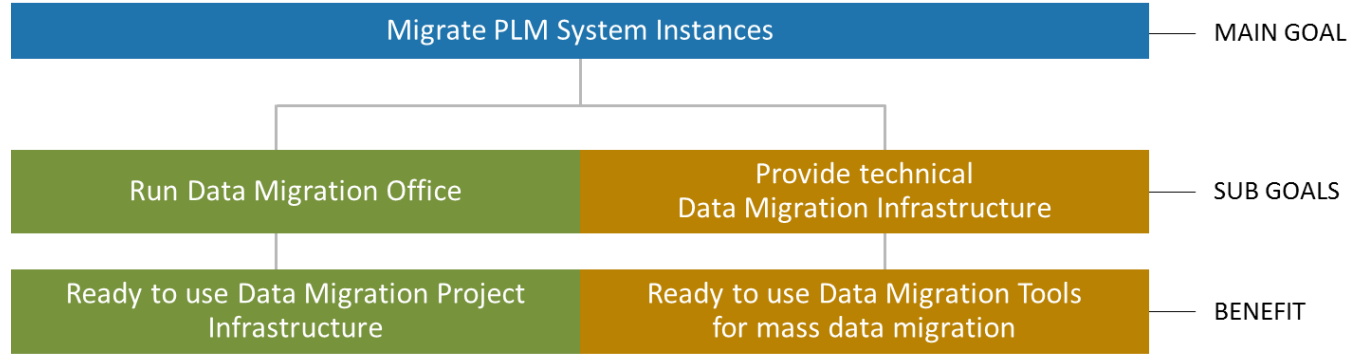 Migrate PLM System Instances
MAIN GOAL
Run Data Migration Office
Provide technical
Data Migration Infrastructure
SUB GOALS
Ready to use Data Migration Project
Infrastructure
Ready to use Data Migration Tools
for mass data migration
BENEFIT